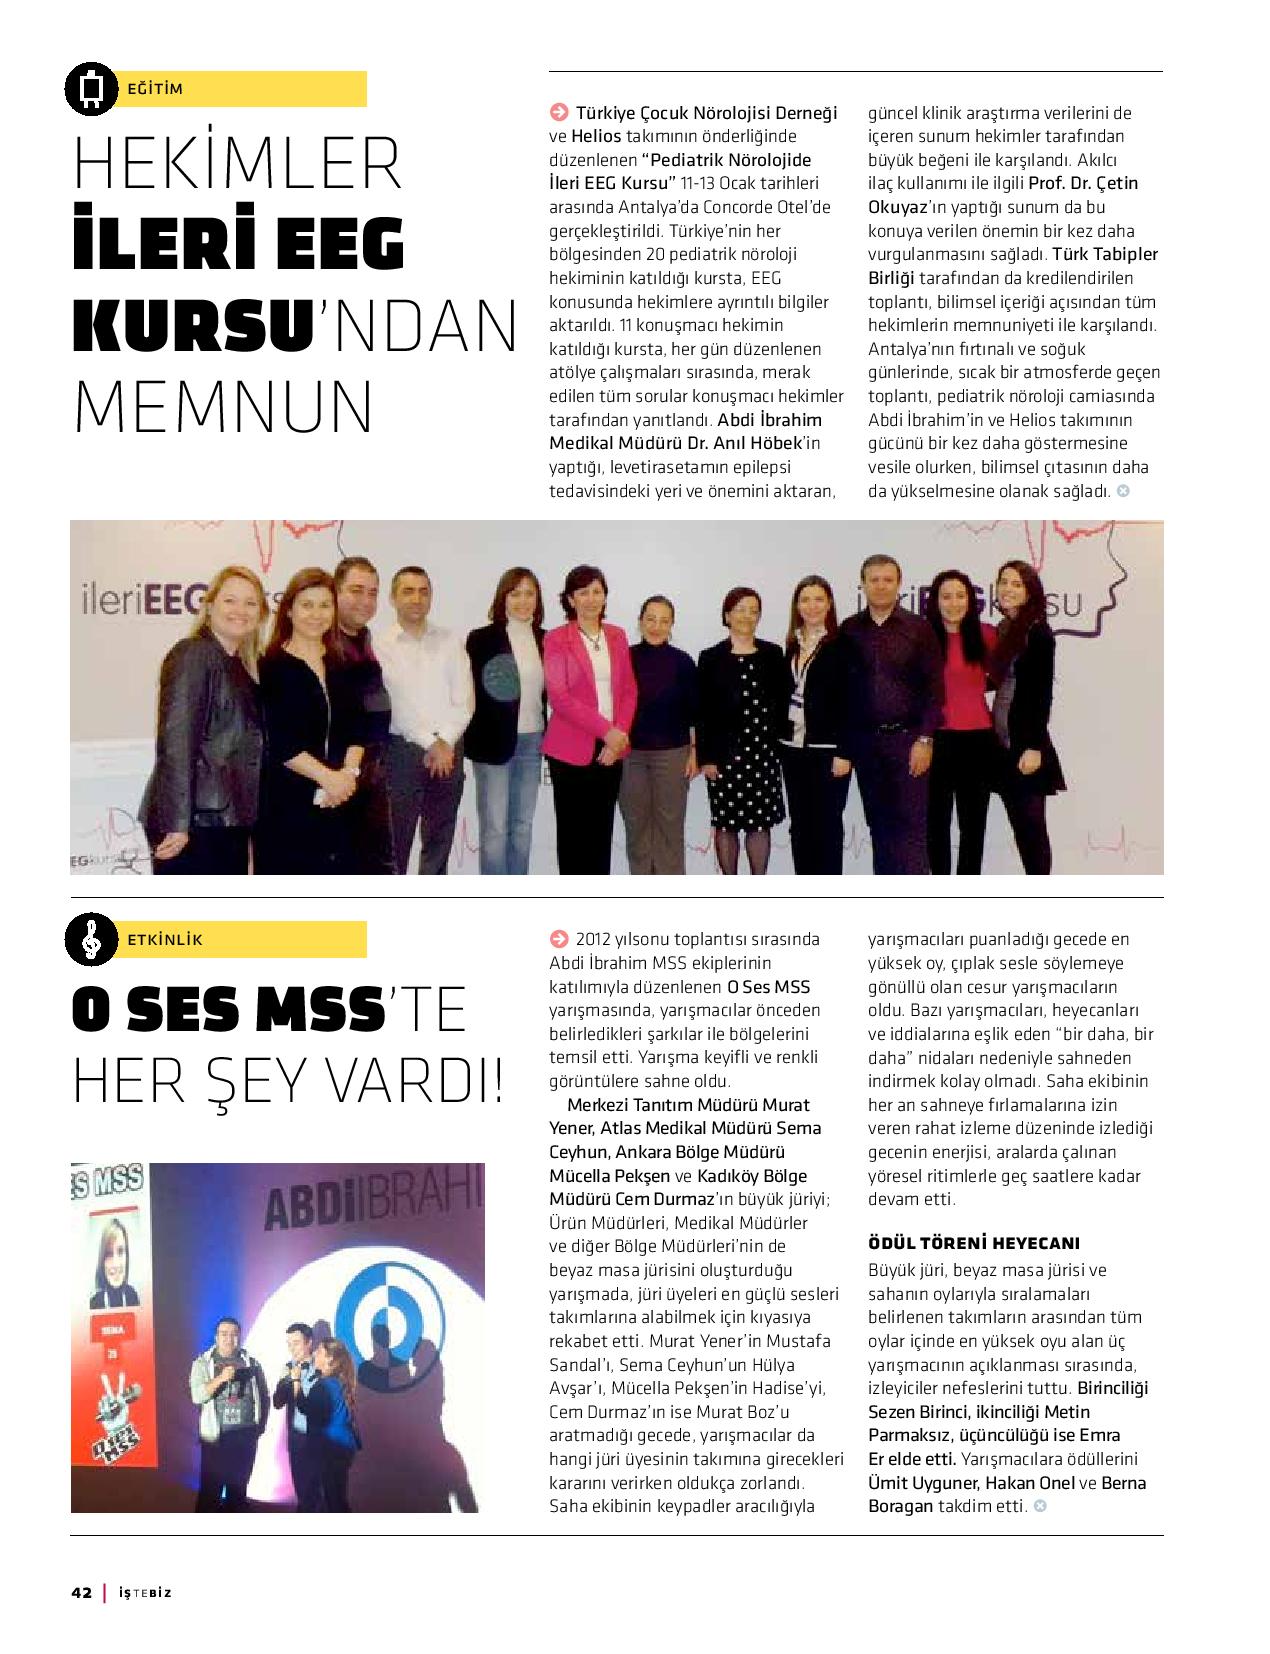 EĞİTİM
HEKİMLER
İLERİ EEG
KURSU’NDAN
MEMNUN
Türkiye Çocuk Nörolojisi Derneği
ve Helios takımının önderliğinde
düzenlenen “Pediatrik Nörolojide
İleri EEG Kursu” 11-13 Ocak tarihleri
arasında Antalya’da Concorde Otel’de
gerçekleştirildi. Türkiye’nin her
bölgesinden 20 pediatrik nöroloji
hekiminin katıldığı kursta, EEG
konusunda hekimlere ayrıntılı bilgiler
aktarıldı. 11 konuşmacı hekimin
katıldığı kursta, her gün düzenlenen
atölye çalışmaları sırasında, merak
edilen tüm sorular konuşmacı hekimler
tarafından yanıtlandı. Abdi İbrahim
Medikal Müdürü Dr. Anıl Höbek’in
yaptığı, levetirasetamın epilepsi
tedavisindeki yeri ve önemini aktaran,
güncel klinik araştırma verilerini de
içeren sunum hekimler tarafından
büyük beğeni ile karşılandı. Akılcı
ilaç kullanımı ile ilgili Prof. Dr. Çetin
Okuyaz’ın yaptığı sunum da bu
konuya verilen önemin bir kez daha
vurgulanmasını sağladı. Türk Tabipler
Birliği tarafından da kredilendirilen
toplantı, bilimsel içeriği açısından tüm
hekimlerin memnuniyeti ile karşılandı.
Antalya’nın fırtınalı ve soğuk
günlerinde, sıcak bir atmosferde geçen
toplantı, pediatrik nöroloji camiasında
Abdi İbrahim’in ve Helios takımının
gücünü bir kez daha göstermesine
vesile olurken, bilimsel çıtasının daha
da yükselmesine olanak sağladı.
ileriEEG
ETKİNLİK
O SES MSS’TE
HER ŞEY VARDI!
S MSS
ABDİİBRAHİ
SEMA
O SES
MSS
2012 yılsonu toplantısı sırasında
Abdi İbrahim MSS ekiplerinin
katılımıyla düzenlenen O Ses MSS
yarışmasında, yarışmacılar önceden
belirledikleri şarkılar ile bölgelerini
temsil etti. Yarışma keyifli ve renkli
görüntülere sahne oldu.
Merkezi Tanıtım Müdürü Murat
Yener, Atlas Medikal Müdürü Sema
Ceyhun, Ankara Bölge Müdürü
Mücella Pekşen ve Kadıköy Bölge
Müdürü Cem Durmaz’ın büyük jüriyi;
Ürün Müdürleri, Medikal Müdürler
ve diğer Bölge Müdürleri’nin de
beyaz masa jürisini oluşturduğu
yarışmada, jüri üyeleri en güçlü sesleri
takımlarına alabilmek için kıyasıya
rekabet etti. Murat Yener’in Mustafa
Sandal’ı, Sema Ceyhun’un Hülya
Avşar’ı, Mücella Pekşen’in Hadise’yi,
Cem Durmaz’ın ise Murat Boz’u
aratmadığı gecede, yarışmacılar da
hangi jüri üyesinin takımına girecekleri
kararını verirken oldukça zorlandı.
Saha ekibinin keypadler aracılığıyla
yarışmacıları puanladığı gecede en
yüksek oy, çıplak sesle söylemeye
gönüllü olan cesur yarışmacıların
oldu. Bazı yarışmacıları, heyecanları
ve iddialarına eşlik eden “bir daha, bir
daha” nidaları nedeniyle sahneden
indirmek kolay olmadı. Saha ekibinin
her an sahneye fırlamalarına izin
veren rahat izleme düzeninde izlediği
gecenin enerjisi, aralarda çalınan
yöresel ritimlerle geç saatlere kadar
devam etti.
ÖDÜL TÖRENİ HEYECANI
Büyük jüri, beyaz masa jürisi ve
sahanın oylarıyla sıralamaları
belirlenen takımların arasından tüm
oylar içinde en yüksek oyu alan üç
yarışmacının açıklanması sırasında,
izleyiciler nefeslerini tuttu. Birinciliği
Sezen Birinci, ikinciliği Metin
Parmaksız, üçüncülüğü ise Emra
Er elde etti. Yarışmacılara ödüllerini
Ümit Uyguner, Hakan Onel ve Berna
Boragan takdim etti.
42 | İŞTEBİZ